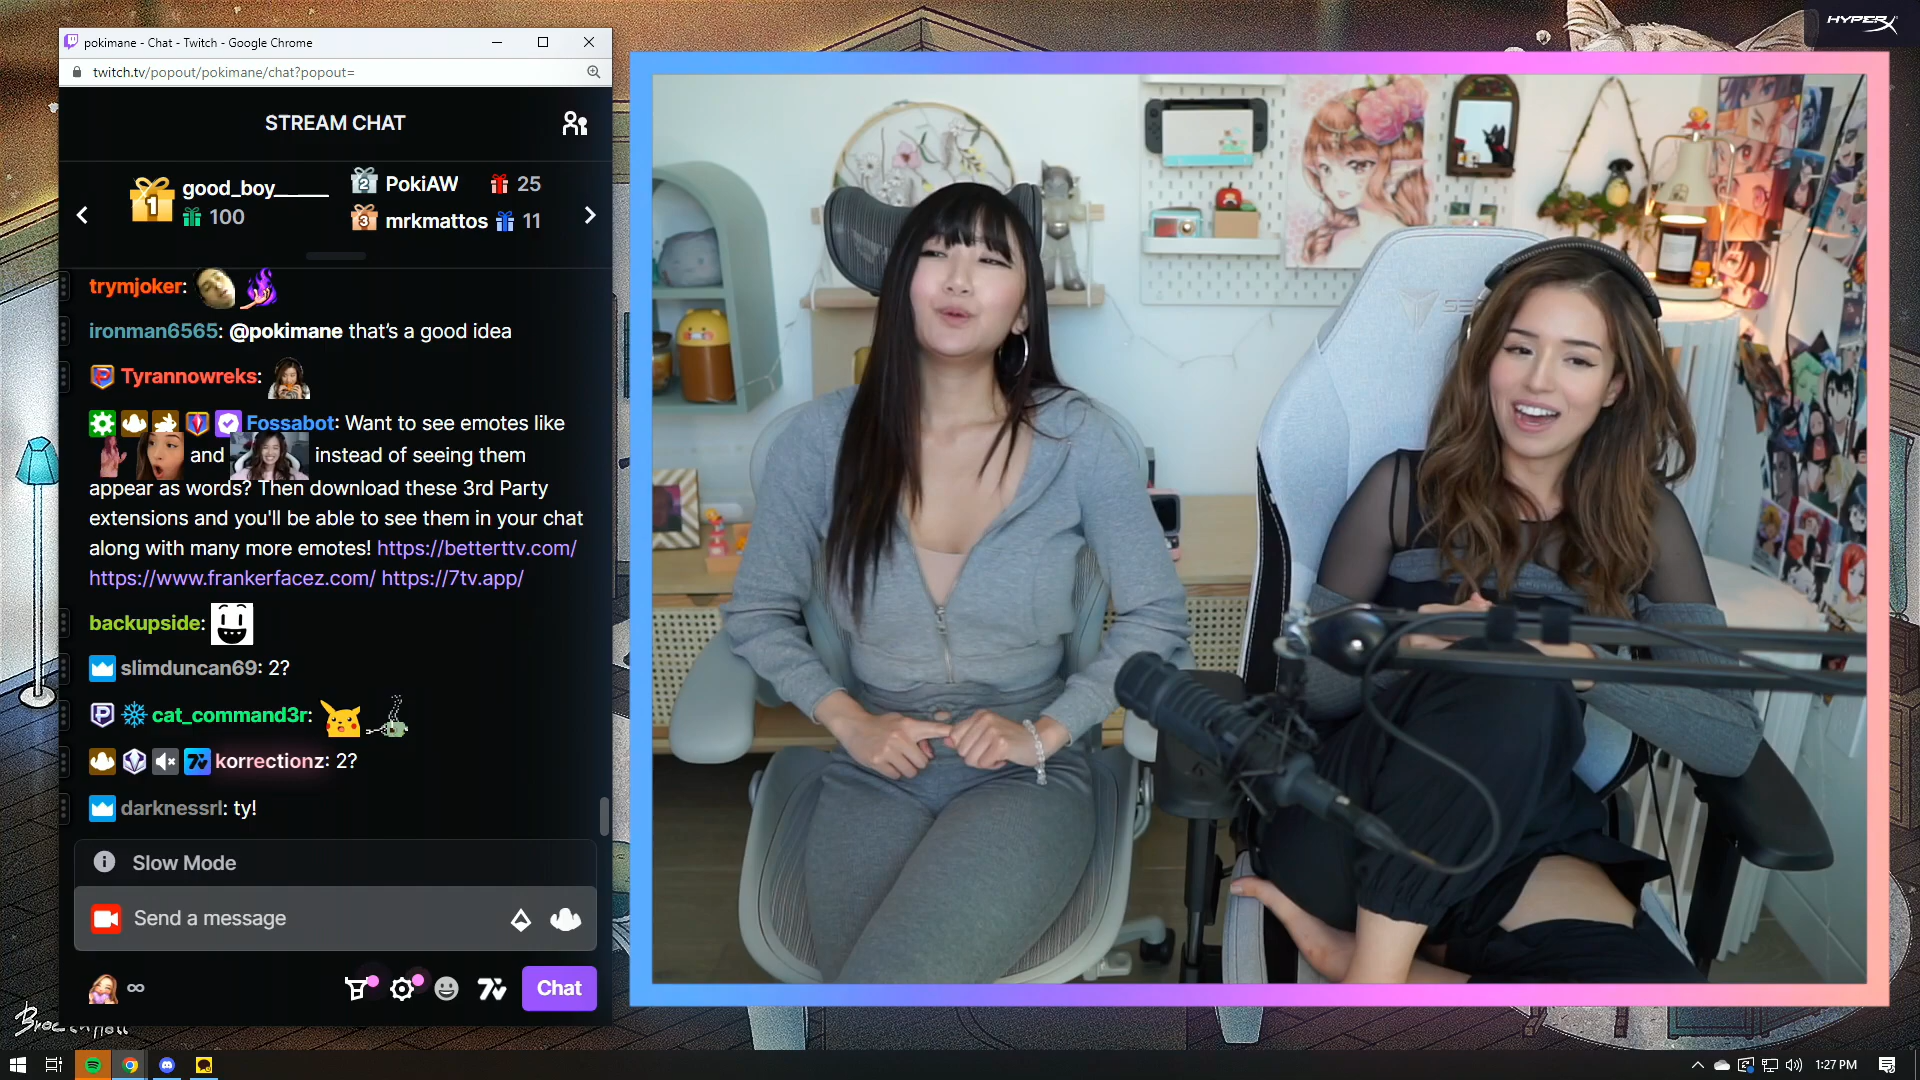 HYPERX
pokimane - Chat - Twitch - Google Chrome
twitch.tv/popout/pokimane/chat?popout=
STREAM CHAT
1 good_boy_____ 100
2 PokiAW 25
3 mrkmattos 11
trymjoker:
ironman6565: @pokimane that's a good idea
Tyrannowreks:
Fossabot: Want to see emotes like
and instead of seeing them
appear as words? Then download these 3rd Party
extensions and you'll be able to see them in your chat
along with many more emotes! https://betterttv.com/
https://www.frankerfacez.com/ https://7tv.app/
backupside:
slimduncan69: 2?
cat_command3r:
korrectionz: 2?
darknessrl: ty!
Slow Mode
Send a message
∞
Chat
1:27 PM